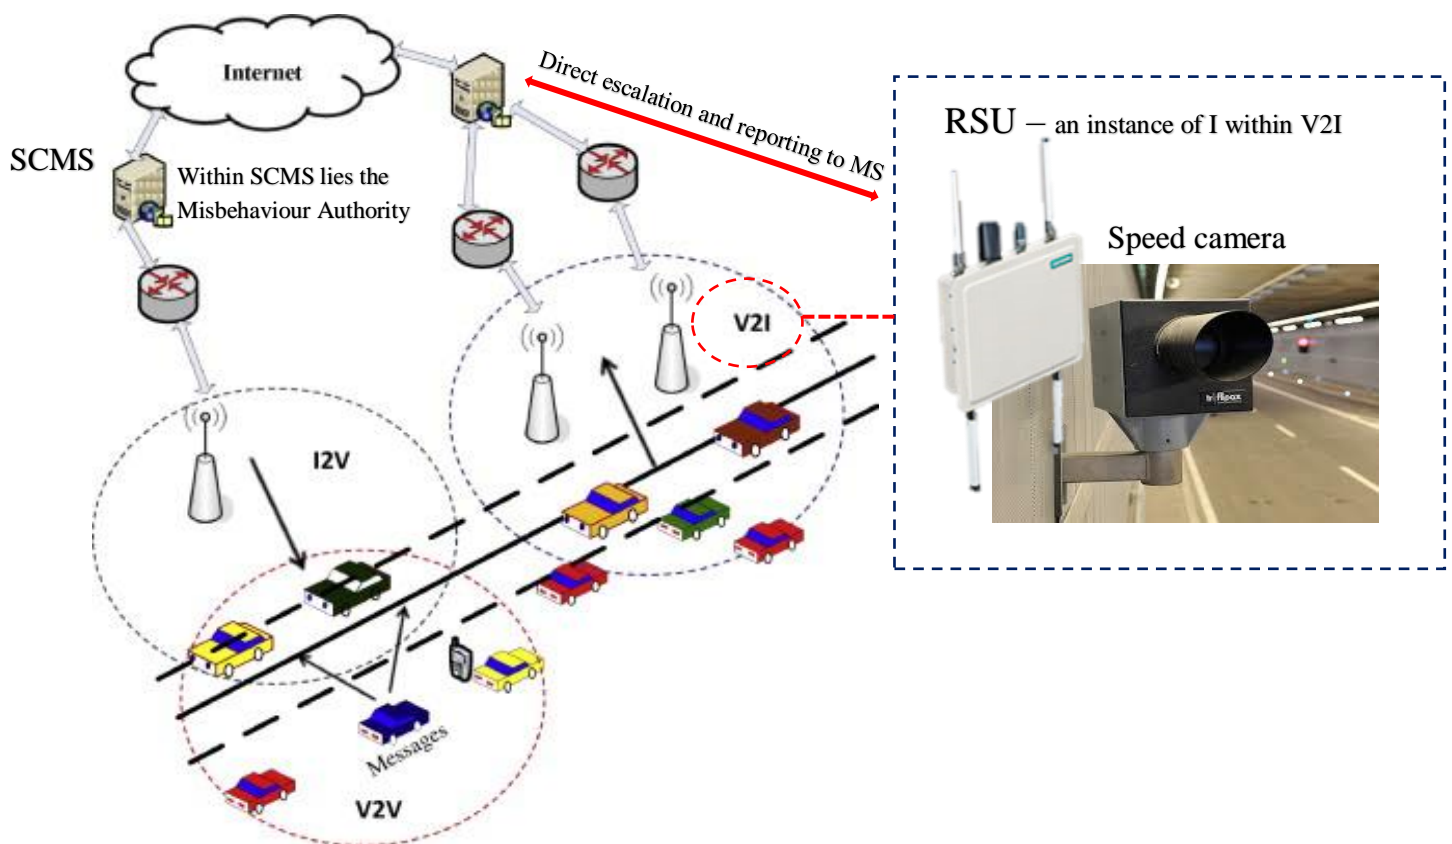 Internet
SCMS
Within SCMS lies the
Misbehaviour Authority
Direct escalation and reporting to MS
RSU – an instance of I within V2I
Speed camera
V2I
I2V
Messages
V2V